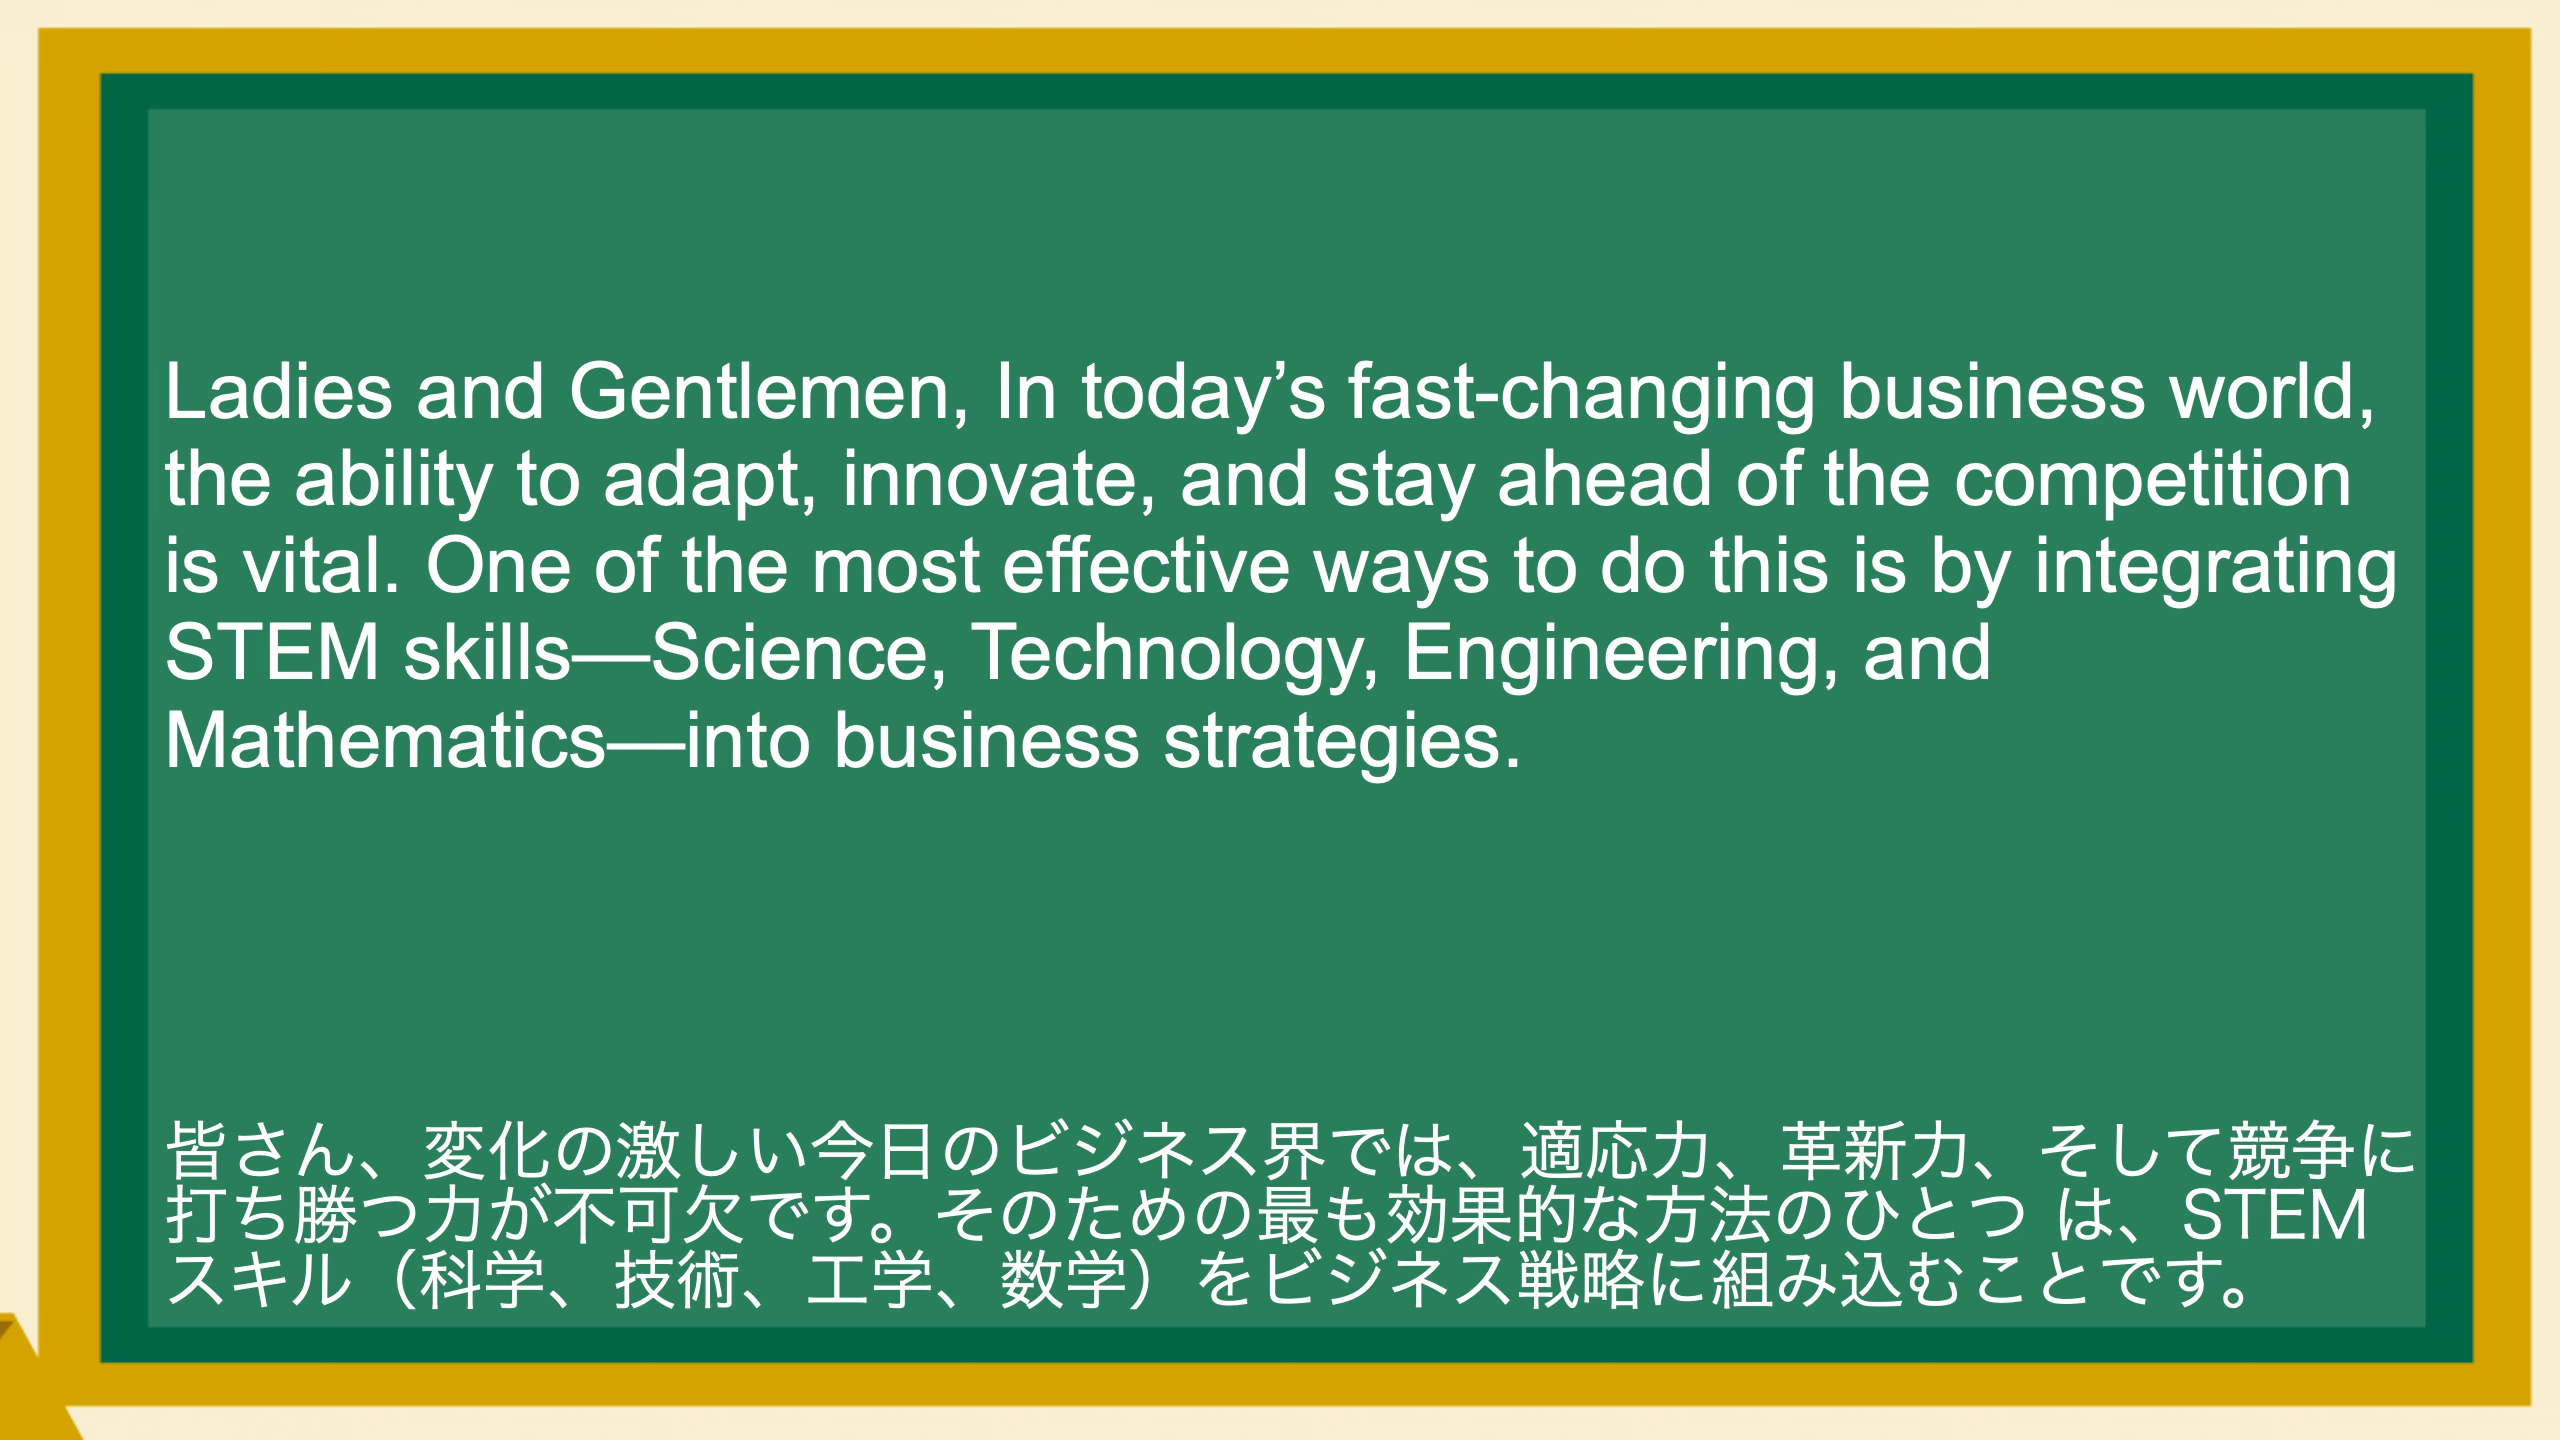 Ladies and Gentlemen, In today’s fast-changing business world,
the ability to adapt, innovate, and stay ahead of the competition
is vital. One of the most effective ways to do this is by integrating
STEM skills—Science, Technology, Engineering, and
Mathematics—into business strategies.
皆さん、変化の激しい今日のビジネス界では、適応力、革新力、そして競争に
打ち勝つ力が不可欠です。そのための最も効果的な方法のひとつ は、STEM
スキル（科学、技術、工学、数学）をビジネス戦略に組み込むことです。